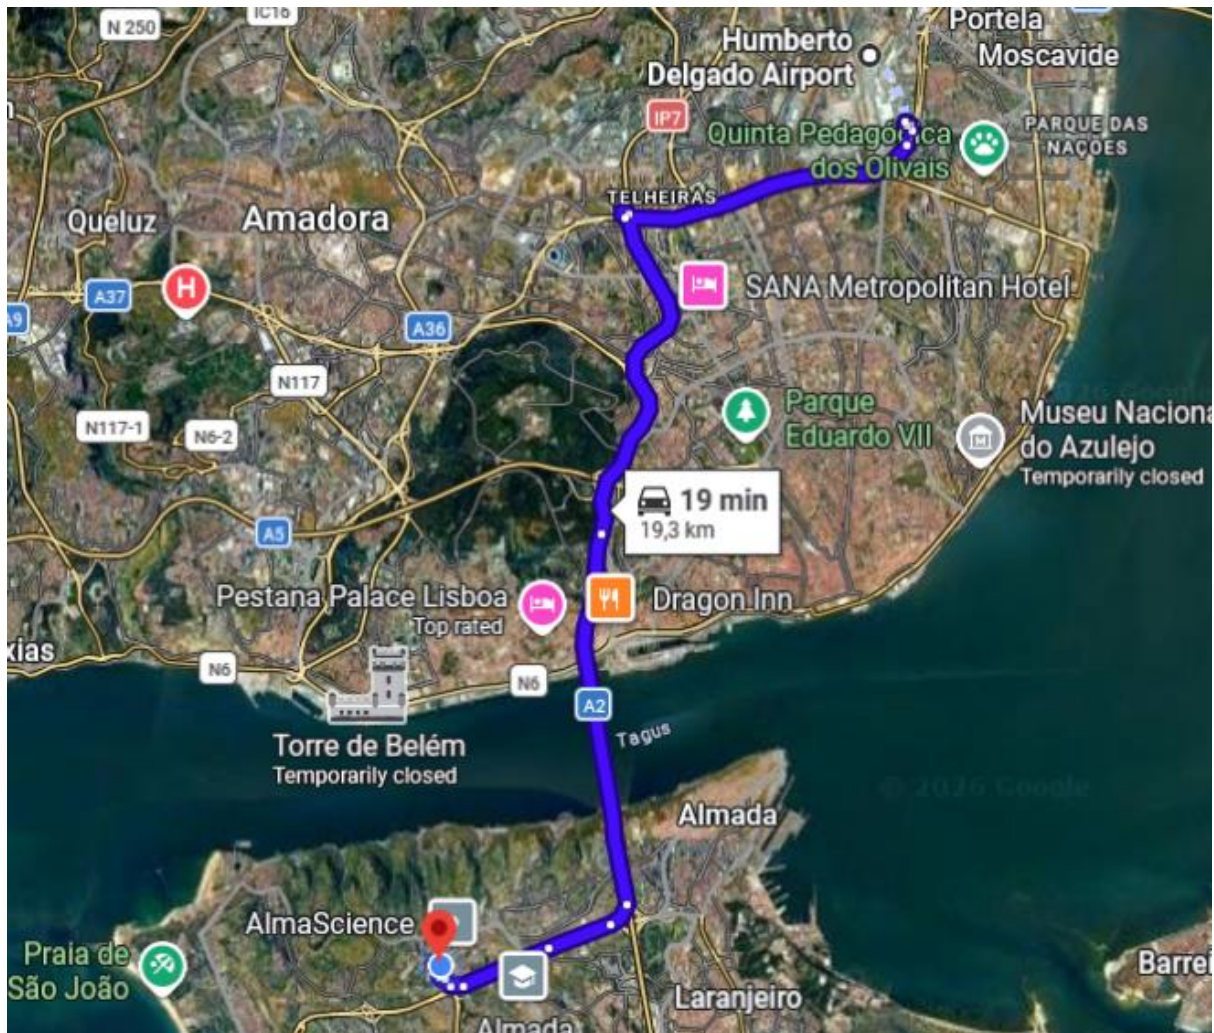 N 250
IC16
Portela
Moscavide
Humberto
Delgado Airport
IP7
Quinta Pedagógica
dos Olivais
PARQUE DAS
NAÇÕES
TELHEIRAS
Queluz
Amadora
SANA Metropolitan Hotel
H
A37
A9
A36
N117
N117-1
N6-2
Parque
Eduardo VII
Museu Naciona
do Azulejo
Temporarily closed
19 min
19,3 km
A5
Pestana Palace Lisboa
Top rated
Dragon Inn
xias
N6
N6
A2
Tagus
Torre de Belém
Temporarily closed
© 2026 Google
Almada
AlmaScience
Praia de
São João
Barrei
Laranjeiro
Almada